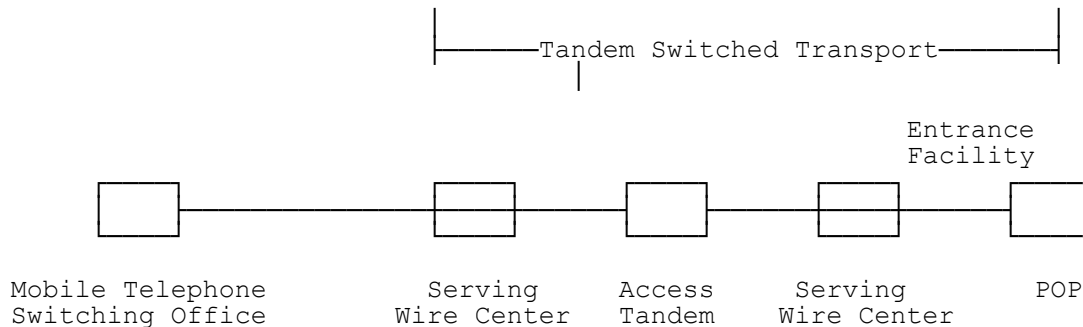 Tandem Switched Transport
Entrance
Facility
Mobile Telephone Serving Access Serving POP
Switching Office Wire Center Tandem Wire Center